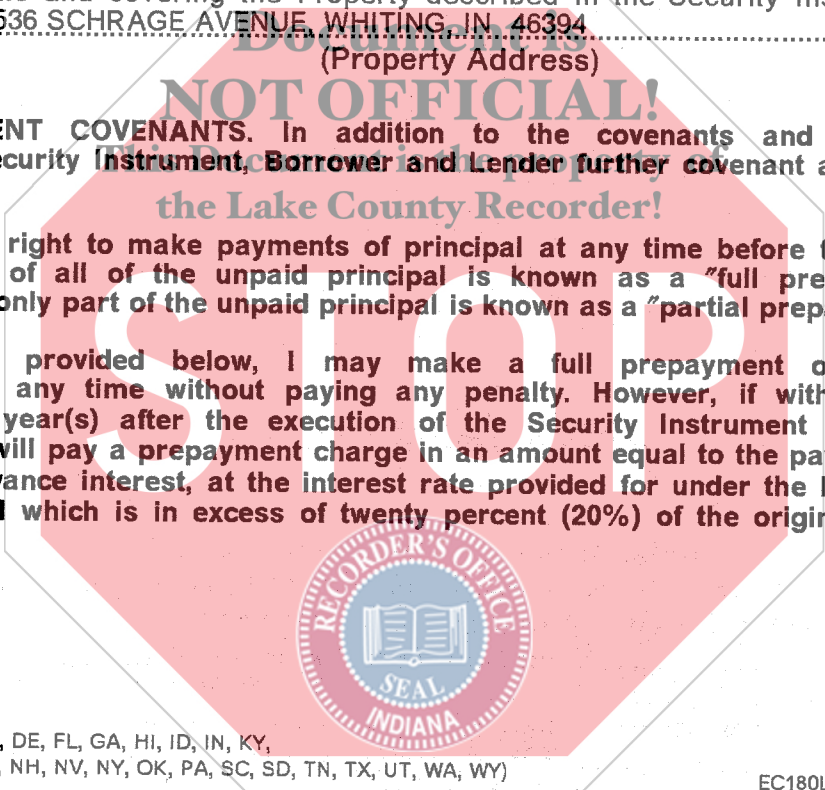 536 SCHRAGE AVENUE, WHITING, IN 46394
Document is
(Property Address)
NOT OFFICIAL!
ENT COVENANTS. In addition to the covenants and
ecurity Instrument, Borrower and Lender further covenant a
This Document is the property of
the Lake County Recorder!
right to make payments of principal at any time before t
of all of the unpaid principal is known as a "full pre
only part of the unpaid principal is known as a "partial prep
STOP
provided below, I may make a full prepayment o
any time without paying any penalty. However, if with
year(s) after the execution of the Security Instrument
will pay a prepayment charge in an amount equal to the pa
vance interest, at the interest rate provided for under the
which is in excess of twenty percent (20%) of the origin
RECORDER'S OFFICE
SEAL
INDIANA
, DE, FL, GA, HI, ID, IN, KY,
, NH, NV, NY, OK, PA, SC, SD, TN, TX, UT, WA, WY)
EC180L